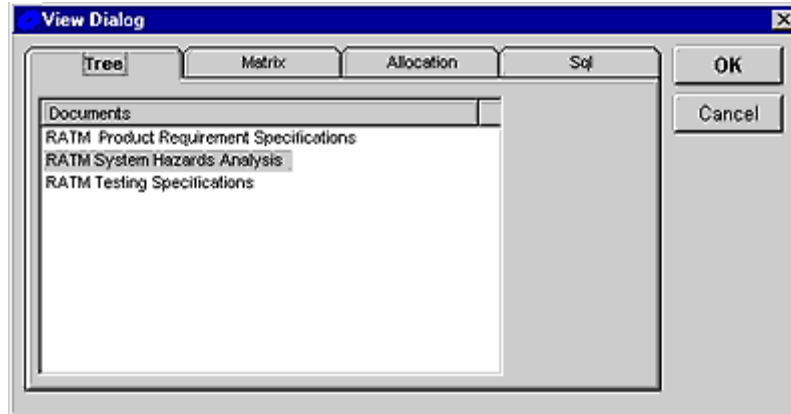 View Dialog
Tree Matrix Allocation Sql
OK
Cancel
Documents
RATM Product Requirement Specifications
RATM System Hazards Analysis
RATM Testing Specifications